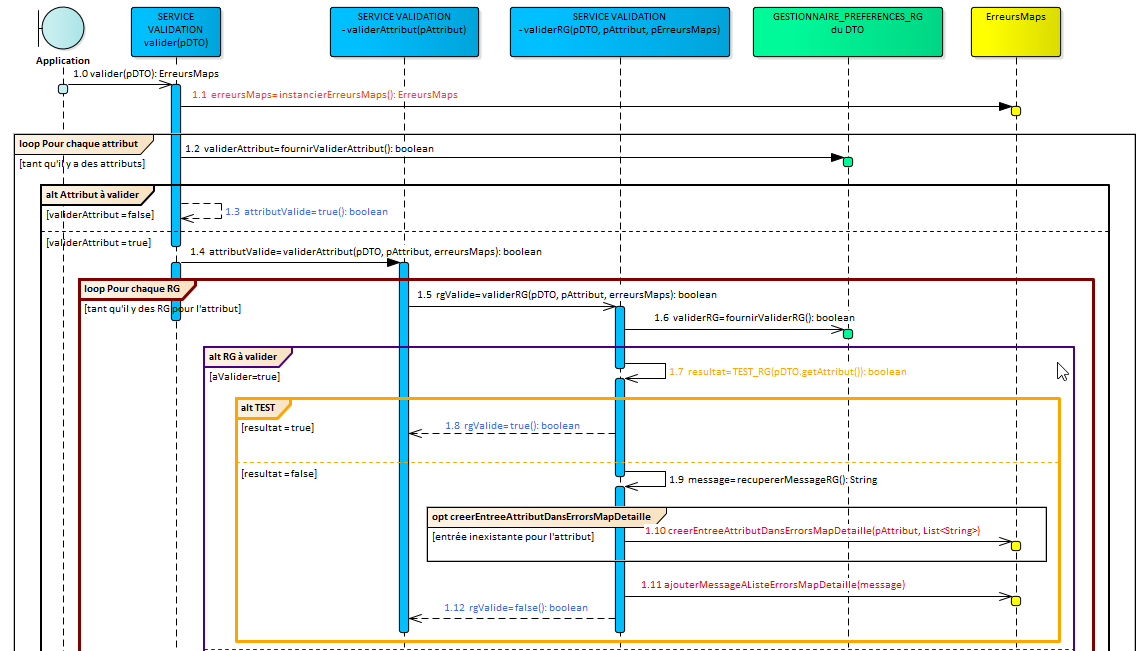 SERVICE
VALIDATION
valider(pDTO)
SERVICE VALIDATION
- validerAttribut(pAttribut)
SERVICE VALIDATION
- validerRG(pDTO, pAttribut, pErreursMaps)
GESTIONNAIRE_PREFERENCES_RG
du DTO
ErreursMaps
Application
1.0 valider(pDTO): ErreursMaps
1.1 erreursMaps= instancierErreursMaps(): ErreursMaps
loop Pour chaque attribut
[tant qu'il y a des attributs]
1.2 validerAttribut=fournirValiderAttribut(): boolean
alt Attribut à valider
[validerAttribut =false]
1.3 attributValide=true(): boolean
[validerAttribut =true]
1.4 attributValide=validerAttribut(pDTO, pAttribut, erreursMaps): boolean
loop Pour chaque RG
[tant qu'il y des RG pour l'attribut]
1.5 rgValide=validerRG(pDTO, pAttribut, erreursMaps): boolean
1.6 validerRG=fournirValiderRG(): boolean
alt RG à valider
[aValider=true]
1.7 resultat=TEST_RG(pDTO.getAttribut()): boolean
alt TEST
[resultat =true]
1.8 rgValide=true(): boolean
[resultat =false]
1.9 message=recupererMessageRG(): String
opt creerEntreeAttributDansErrorsMapDetaille
[entrée inexistante pour l'attribut]
1.10 creerEntreeAttributDansErrorsMapDetaille(pAttribut, List<String>)
1.11 ajouterMessageAListeErrorsMapDetaille(message)
1.12 rgValide=false(): boolean